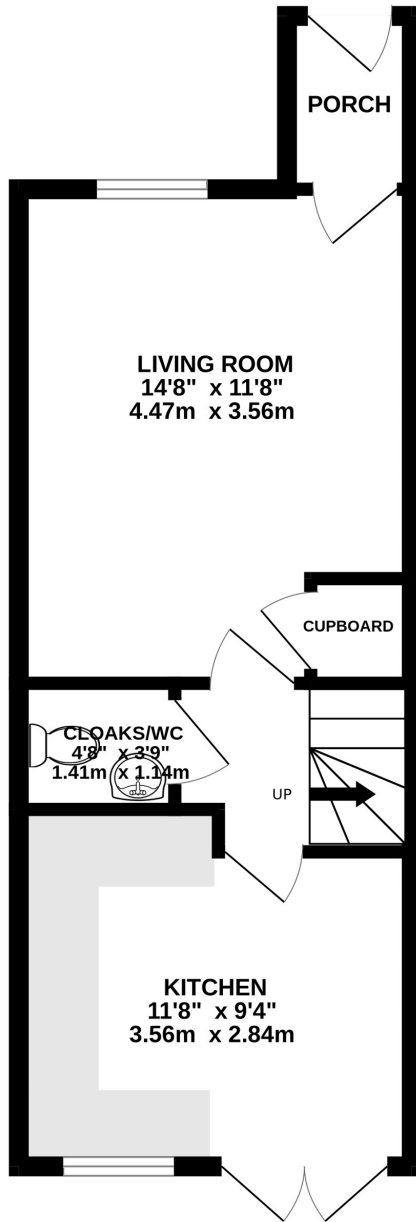 PORCH
LIVING ROOM
14'8" x 11'8"
4.47m x 3.56m
CUPBOARD
CLOAKS/WC
4'8" x 3'9"
1.41m x 1.14m
UP
KITCHEN
11'8" x 9'4"
3.56m x 2.84m